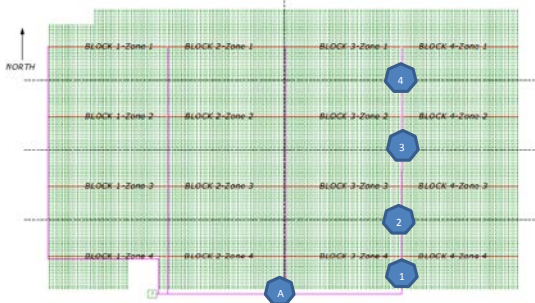 BLOCK 1-Zone 1 BLOCK 2-Zone 1 BLOCK 3-Zone 1 BLOCK 4-Zone 1
NORTH
4
BLOCK 1-Zone 2 BLOCK 2-Zone 2 BLOCK 3-Zone 2 BLOCK 4-Zone 2
3
BLOCK 1-Zone 3 BLOCK 2-Zone 3 BLOCK 3-Zone 3 BLOCK 4-Zone 3
2
BLOCK 1-Zone 4 BLOCK 2-Zone 4 BLOCK 3-Zone 4 BLOCK 4-Zone 4
1
A